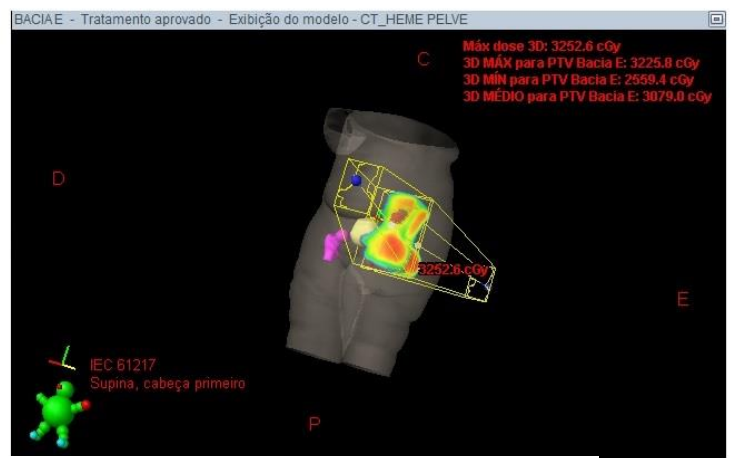 BACIA E - Tratamento aprovado - Exibição do modelo - CT_HEME PELVE
Máx dose 3D: 3252.6 cGy
3D MÁX para PTV Bacia E: 3225.8 cGy
3D MÍN para PTV Bacia E: 2559.4 cGy
3D MÉDIO para PTV Bacia E: 3079.0 cGy
C
D
3252.6 cGy
E
IEC 61217
Supina, cabeça primeiro
P